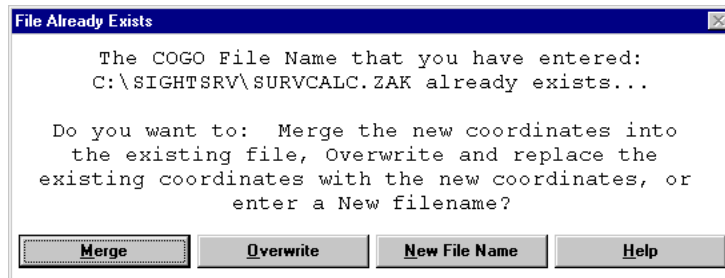 File Already Exists
The COGO File Name that you have entered:
C:\SIGHTSRV\SURVCALC.ZAK already exists...
Do you want to:  Merge the new coordinates into
the existing file, Overwrite and replace the
existing coordinates with the new coordinates, or
enter a New filename?
Merge Overwrite New File Name Help